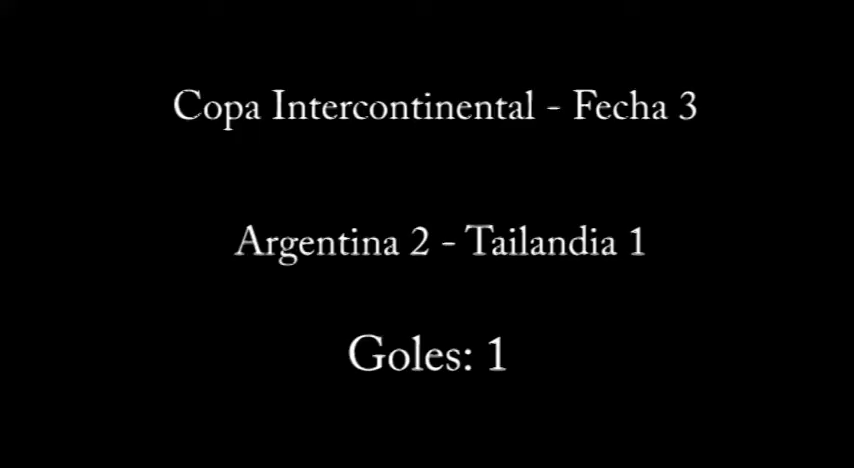 Copa Intercontinental - Fecha 3
Argentina 2 - Tailandia 1
Goles: 1